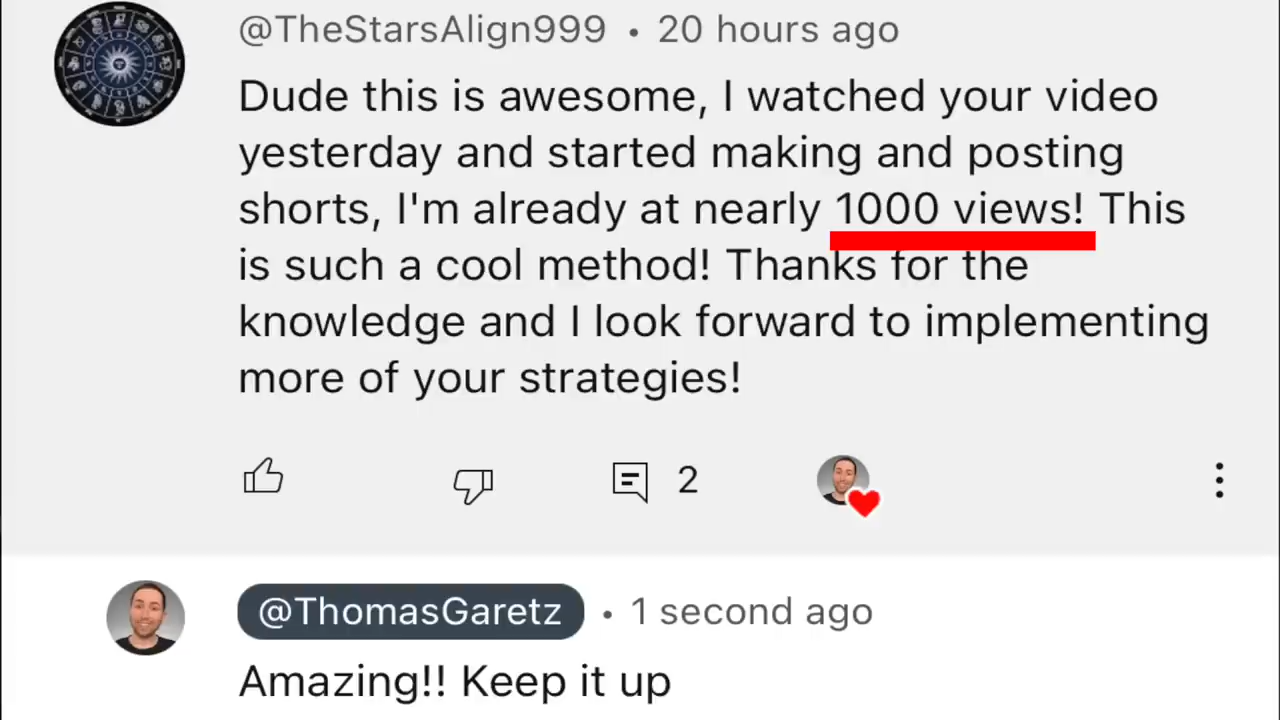 @TheStarsAlign999 • 20 hours ago
Dude this is awesome, I watched your video
yesterday and started making and posting
shorts, I'm already at nearly 1000 views! This
is such a cool method! Thanks for the
knowledge and I look forward to implementing
more of your strategies!
2
@ThomasGaretz • 1 second ago
Amazing!! Keep it up